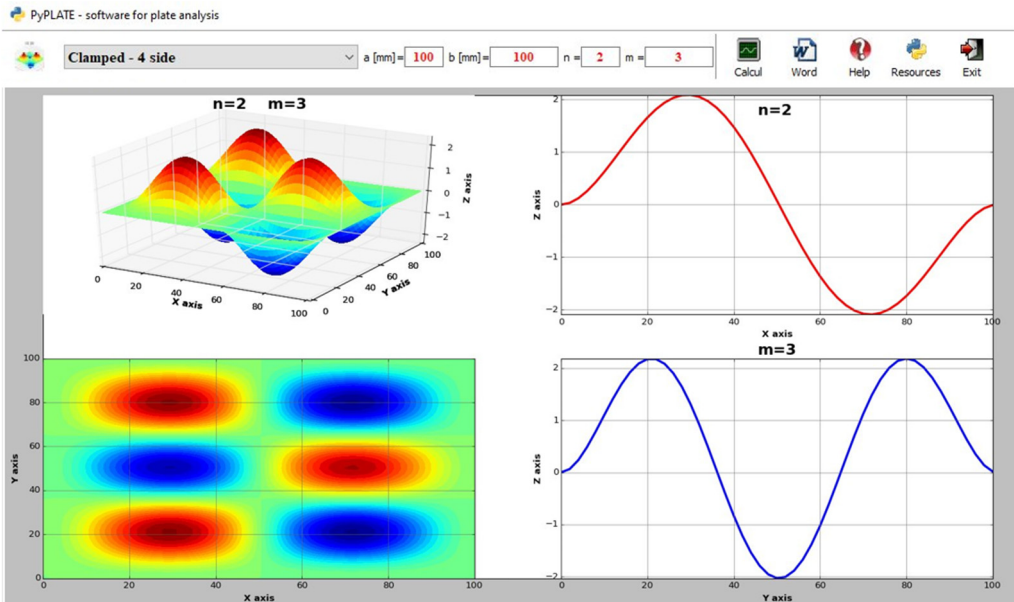 PyPLATE - software for plate analysis
Clamped - 4 side a [mm]= 100 b [mm]= 100 n = 2 m = 3
Calcul Word Help Resources Exit
n=2 m=3
2
1
0
−1
−2
Z axis
0 20 40 60 80 100
X axis
0 20 40 60 80 100
Y axis
n=2
2
1
0
−1
−2
Z axis
0 20 40 60 80 100
X axis
100
80
60
40
20
0
Y axis
0 20 40 60 80 100
X axis
m=3
2
1
0
−1
−2
Z axis
0 20 40 60 80 100
Y axis